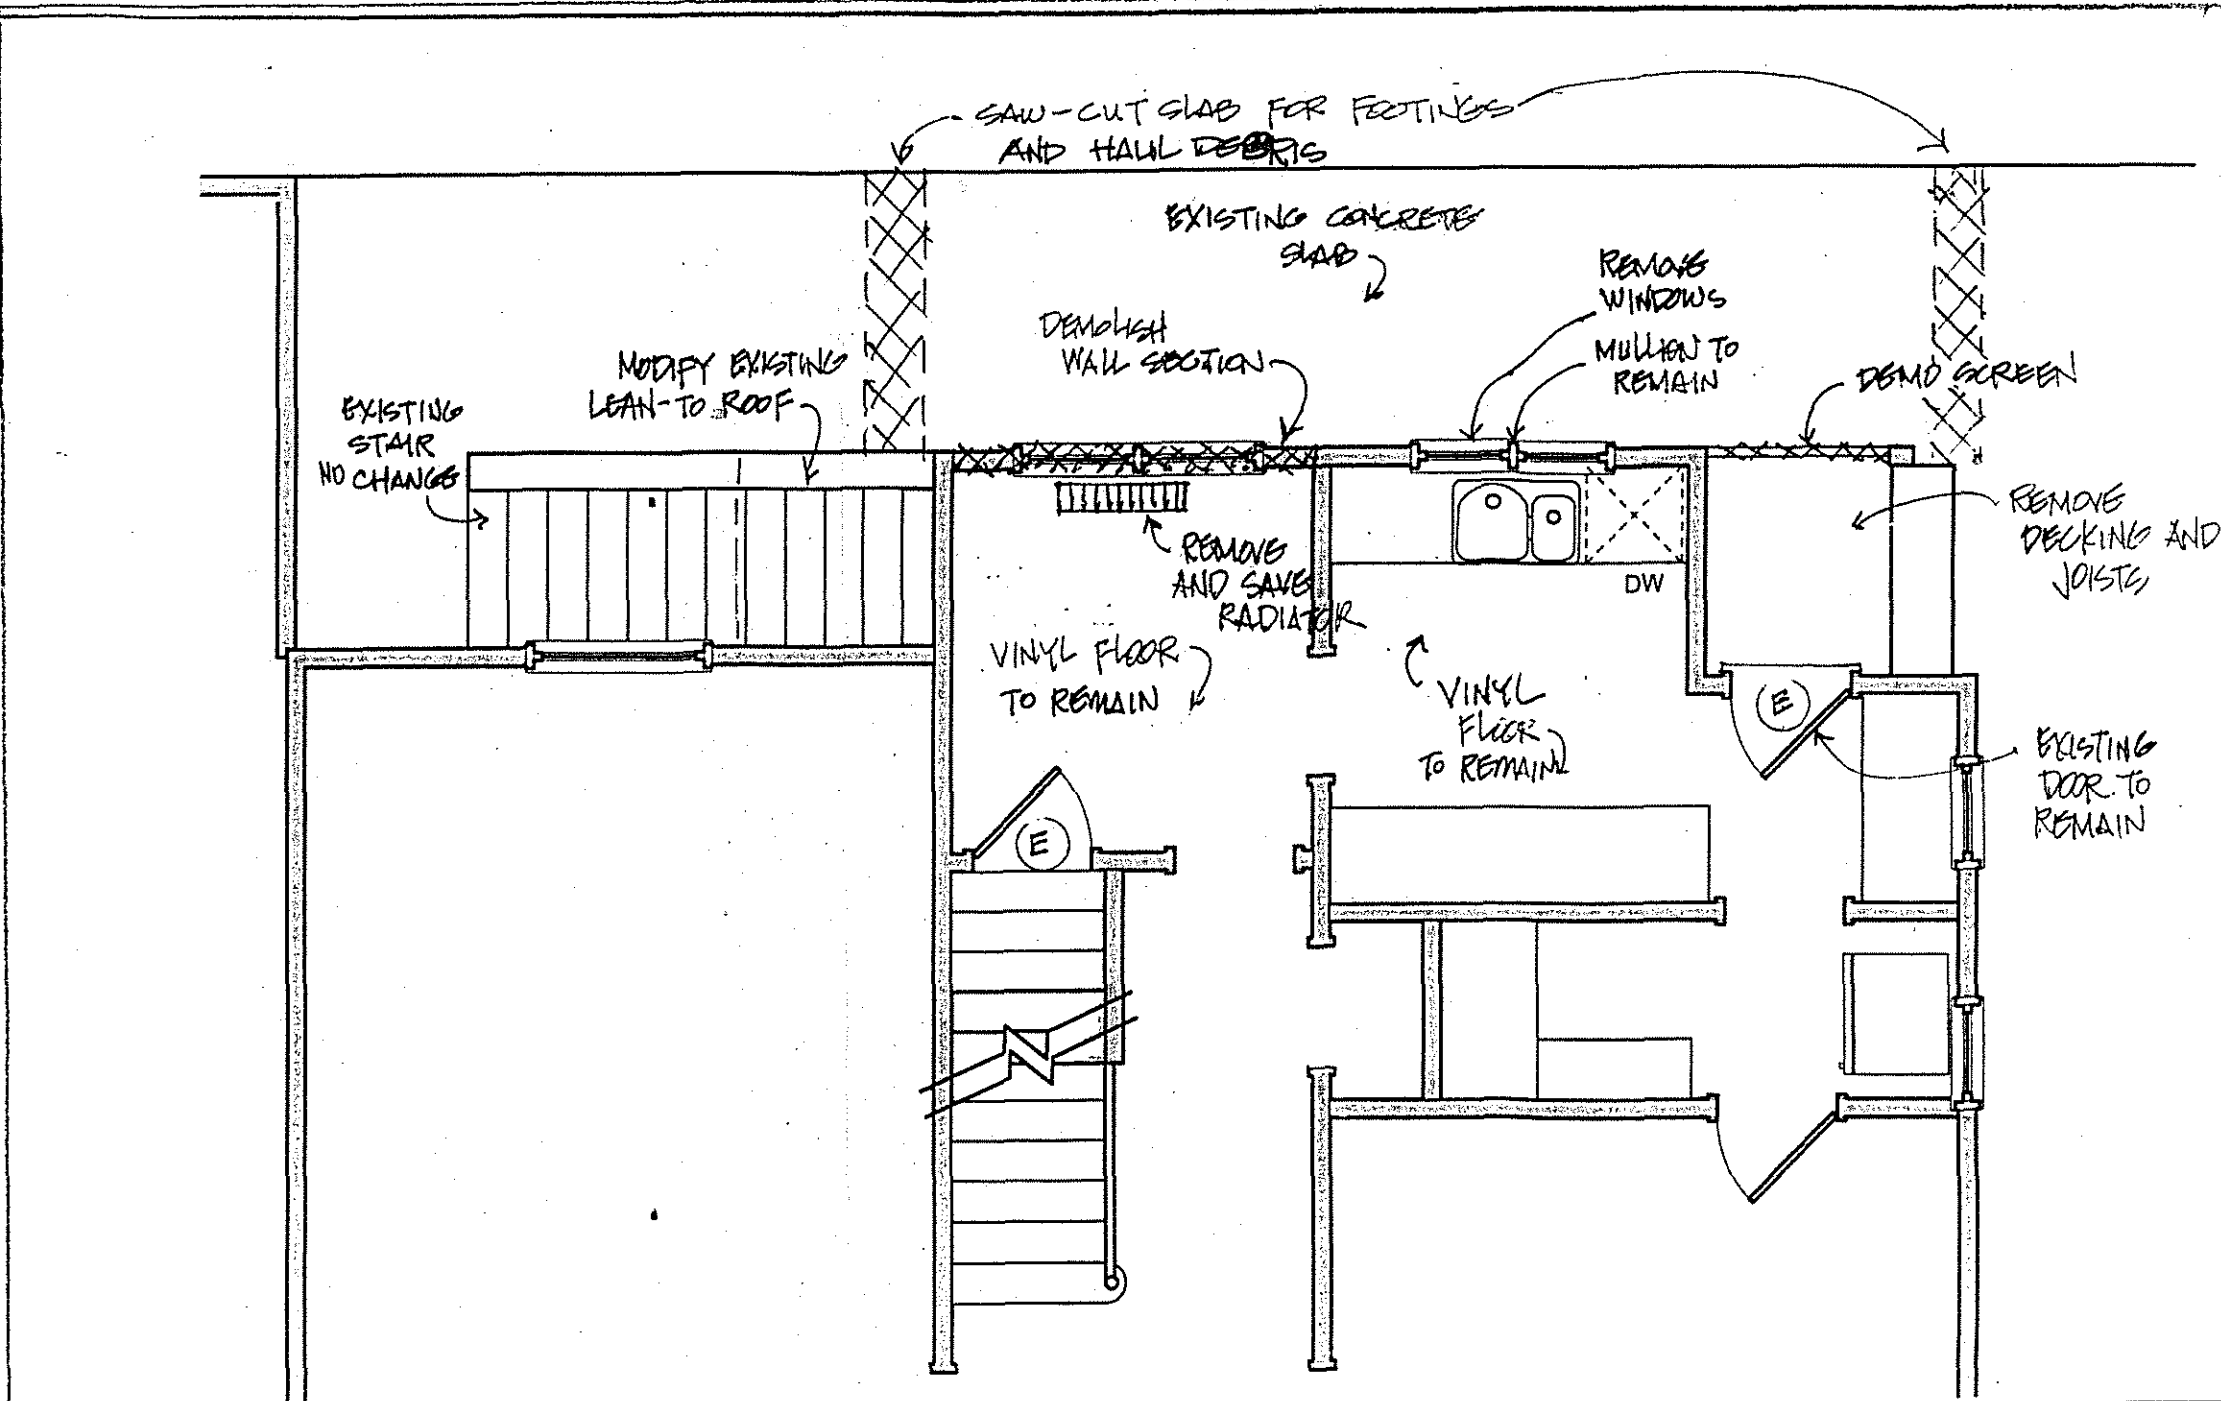 SAW-CUT SLAB FOR FOOTINGS
AND HAUL DEBRIS
EXISTING CONCRETE
SLAB
REMOVE
WINDOWS
MULLION TO
REMAIN
DEMOLISH
WALL SECTION
DEMO SCREEN
MODIFY EXISTING
LEAN-TO ROOF
EXISTING
STAIR
NO CHANGE
REMOVE
DECKING AND
JOISTS
REMOVE
AND SAVE
RADIATOR
DW
VINYL FLOOR
TO REMAIN
VINYL
FLOOR
TO REMAIN
E
EXISTING
DOOR TO
REMAIN
E